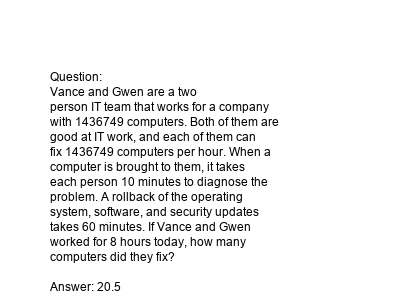 Question:
Vance and Gwen are a two
person IT team that works for a company
with 1436749 computers. Both of them are
good at IT work, and each of them can
fix 1436749 computers per hour. When a
computer is brought to them, it takes
each person 10 minutes to diagnose the
problem. A rollback of the operating
system, software, and security updates
takes 60 minutes. If Vance and Gwen
worked for 8 hours today, how many
computers did they fix?
Answer: 20.5